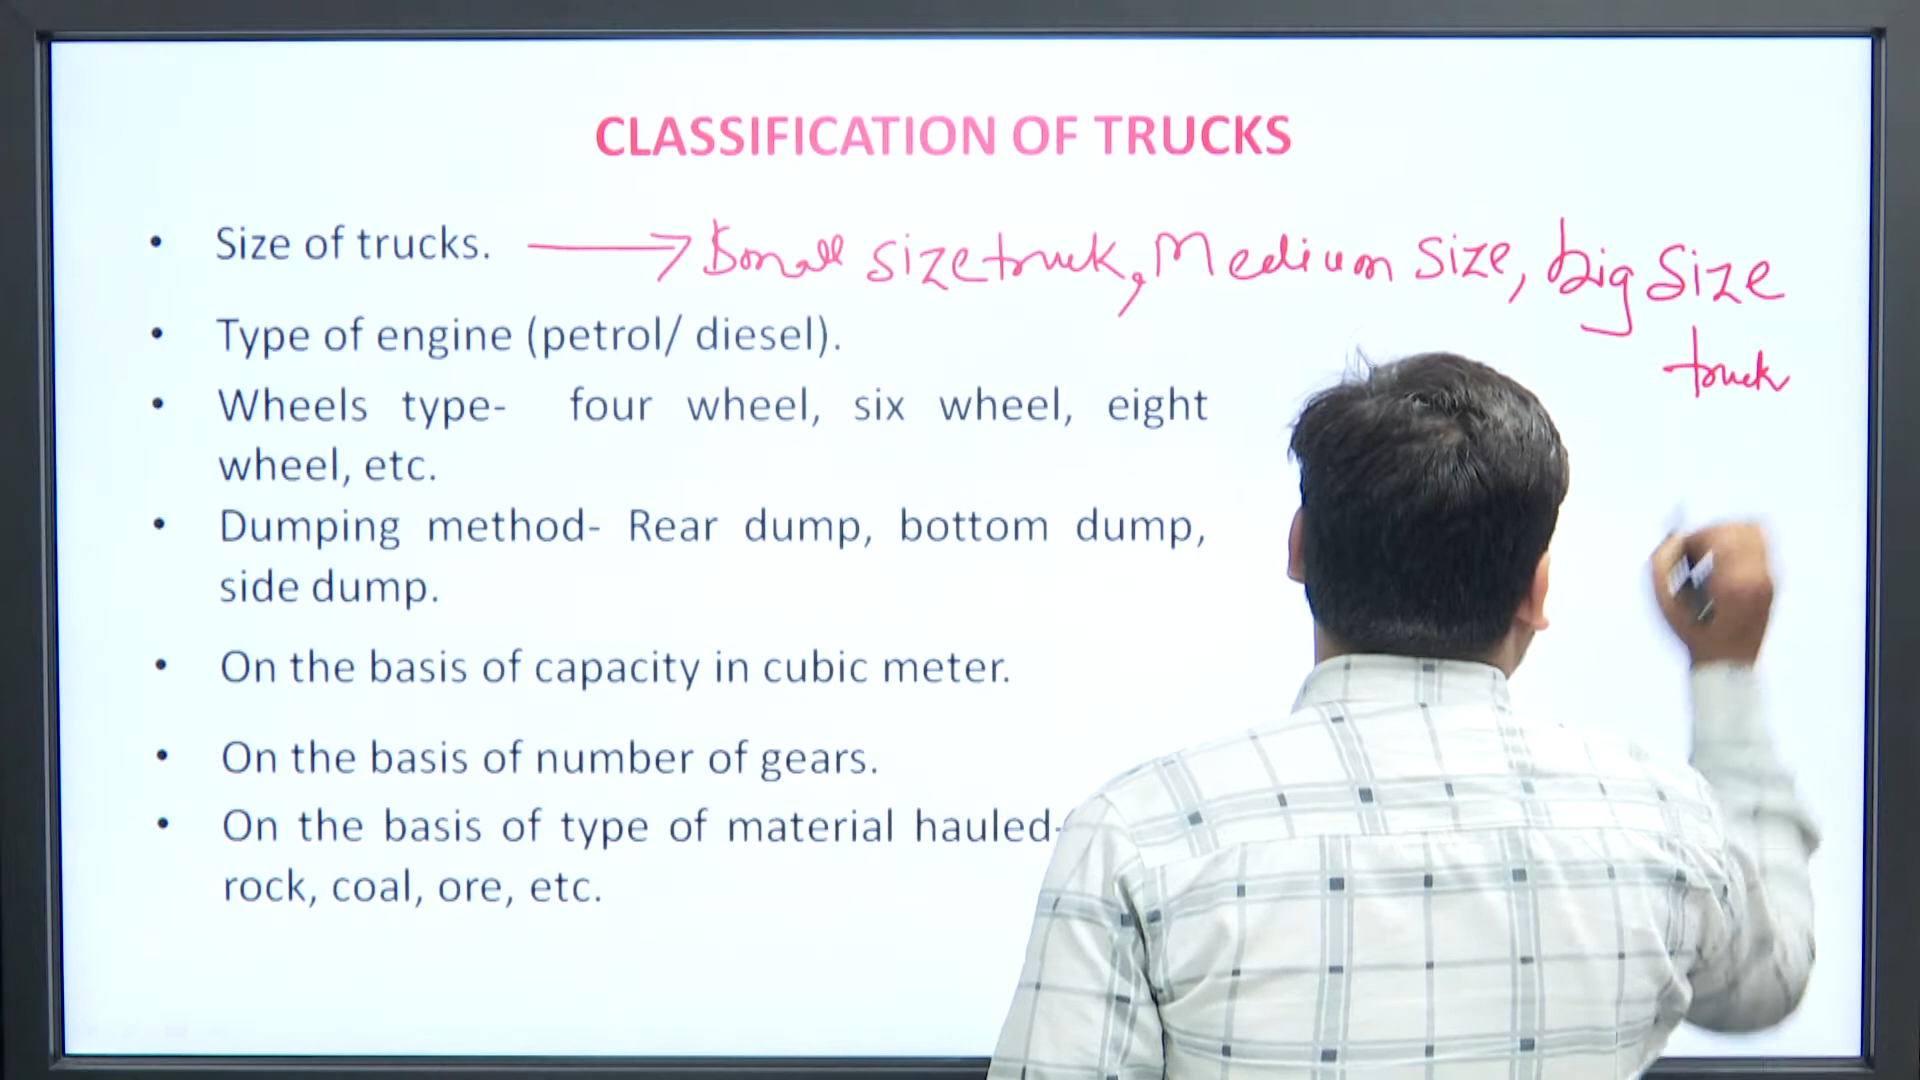 CLASSIFICATION OF TRUCKS
• Size of trucks. → Small size truck, Medium size, big size
truck
• Type of engine (petrol/ diesel).
• Wheels type- four wheel, six wheel, eight
wheel, etc.
• Dumping method- Rear dump, bottom dump,
side dump.
• On the basis of capacity in cubic meter.
• On the basis of number of gears.
• On the basis of type of material hauled-
rock, coal, ore, etc.